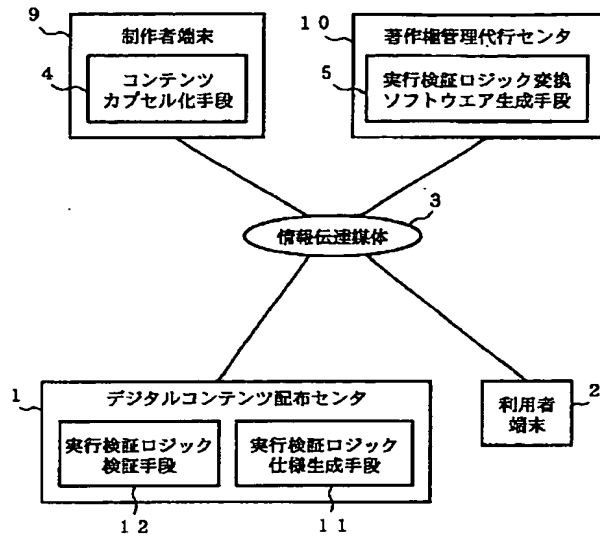 9
制作者端末
4
コンテンツ
カプセル化手段
10
著作権管理代行センタ
5
実行検証ロジック変換
ソフトウエア生成手段
3
情報伝達媒体
1
デジタルコンテンツ配布センタ
実行検証ロジック
検証手段
12
実行検証ロジック
仕様生成手段
11
2
利用者
端末